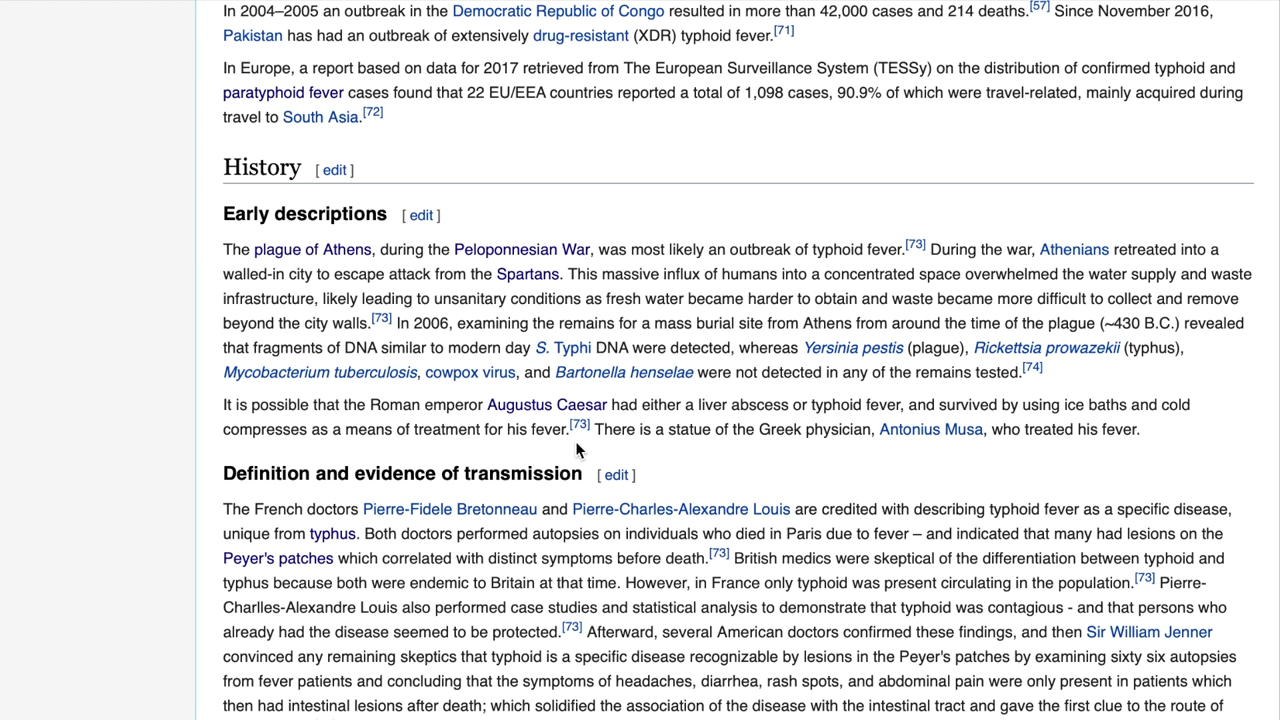 In 2004–2005 an outbreak in the Democratic Republic of Congo resulted in more than 42,000 cases and 214 deaths.[57] Since November 2016,
Pakistan has had an outbreak of extensively drug-resistant (XDR) typhoid fever.[71]
In Europe, a report based on data for 2017 retrieved from The European Surveillance System (TESSy) on the distribution of confirmed typhoid and
paratyphoid fever cases found that 22 EU/EEA countries reported a total of 1,098 cases, 90.9% of which were travel-related, mainly acquired during
travel to South Asia.[72]
History [ edit ]
Early descriptions [ edit ]
The plague of Athens, during the Peloponnesian War, was most likely an outbreak of typhoid fever.[73] During the war, Athenians retreated into a
walled-in city to escape attack from the Spartans. This massive influx of humans into a concentrated space overwhelmed the water supply and waste
infrastructure, likely leading to unsanitary conditions as fresh water became harder to obtain and waste became more difficult to collect and remove
beyond the city walls.[73] In 2006, examining the remains for a mass burial site from Athens from around the time of the plague (~430 B.C.) revealed
that fragments of DNA similar to modern day S. Typhi DNA were detected, whereas Yersinia pestis (plague), Rickettsia prowazekii (typhus),
Mycobacterium tuberculosis, cowpox virus, and Bartonella henselae were not detected in any of the remains tested.[74]
It is possible that the Roman emperor Augustus Caesar had either a liver abscess or typhoid fever, and survived by using ice baths and cold
compresses as a means of treatment for his fever.[73] There is a statue of the Greek physician, Antonius Musa, who treated his fever.
Definition and evidence of transmission [ edit ]
The French doctors Pierre-Fidele Bretonneau and Pierre-Charles-Alexandre Louis are credited with describing typhoid fever as a specific disease,
unique from typhus. Both doctors performed autopsies on individuals who died in Paris due to fever – and indicated that many had lesions on the
Peyer's patches which correlated with distinct symptoms before death.[73] British medics were skeptical of the differentiation between typhoid and
typhus because both were endemic to Britain at that time. However, in France only typhoid was present circulating in the population.[73] Pierre-
Charlles-Alexandre Louis also performed case studies and statistical analysis to demonstrate that typhoid was contagious - and that persons who
already had the disease seemed to be protected.[73] Afterward, several American doctors confirmed these findings, and then Sir William Jenner
convinced any remaining skeptics that typhoid is a specific disease recognizable by lesions in the Peyer's patches by examining sixty six autopsies
from fever patients and concluding that the symptoms of headaches, diarrhea, rash spots, and abdominal pain were only present in patients which
then had intestinal lesions after death; which solidified the association of the disease with the intestinal tract and gave the first clue to the route of